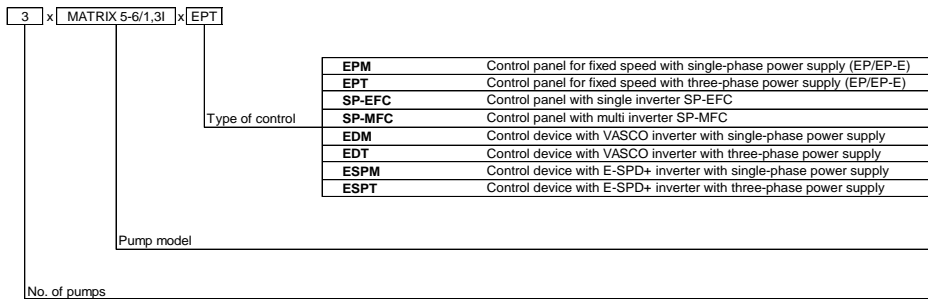 3 x MATRIX 5-6/1,3I x EPT
EPM Control panel for fixed speed with single-phase power supply (EP/EP-E)
EPT Control panel for fixed speed with three-phase power supply (EP/EP-E)
SP-EFC Control panel with single inverter SP-EFC
SP-MFC Control panel with multi inverter SP-MFC
Type of control
EDM Control device with VASCO inverter with single-phase power supply
EDT Control device with VASCO inverter with three-phase power supply
ESPM Control device with E-SPD+ inverter with single-phase power supply
ESPT Control device with E-SPD+ inverter with three-phase power supply
Pump model
No. of pumps